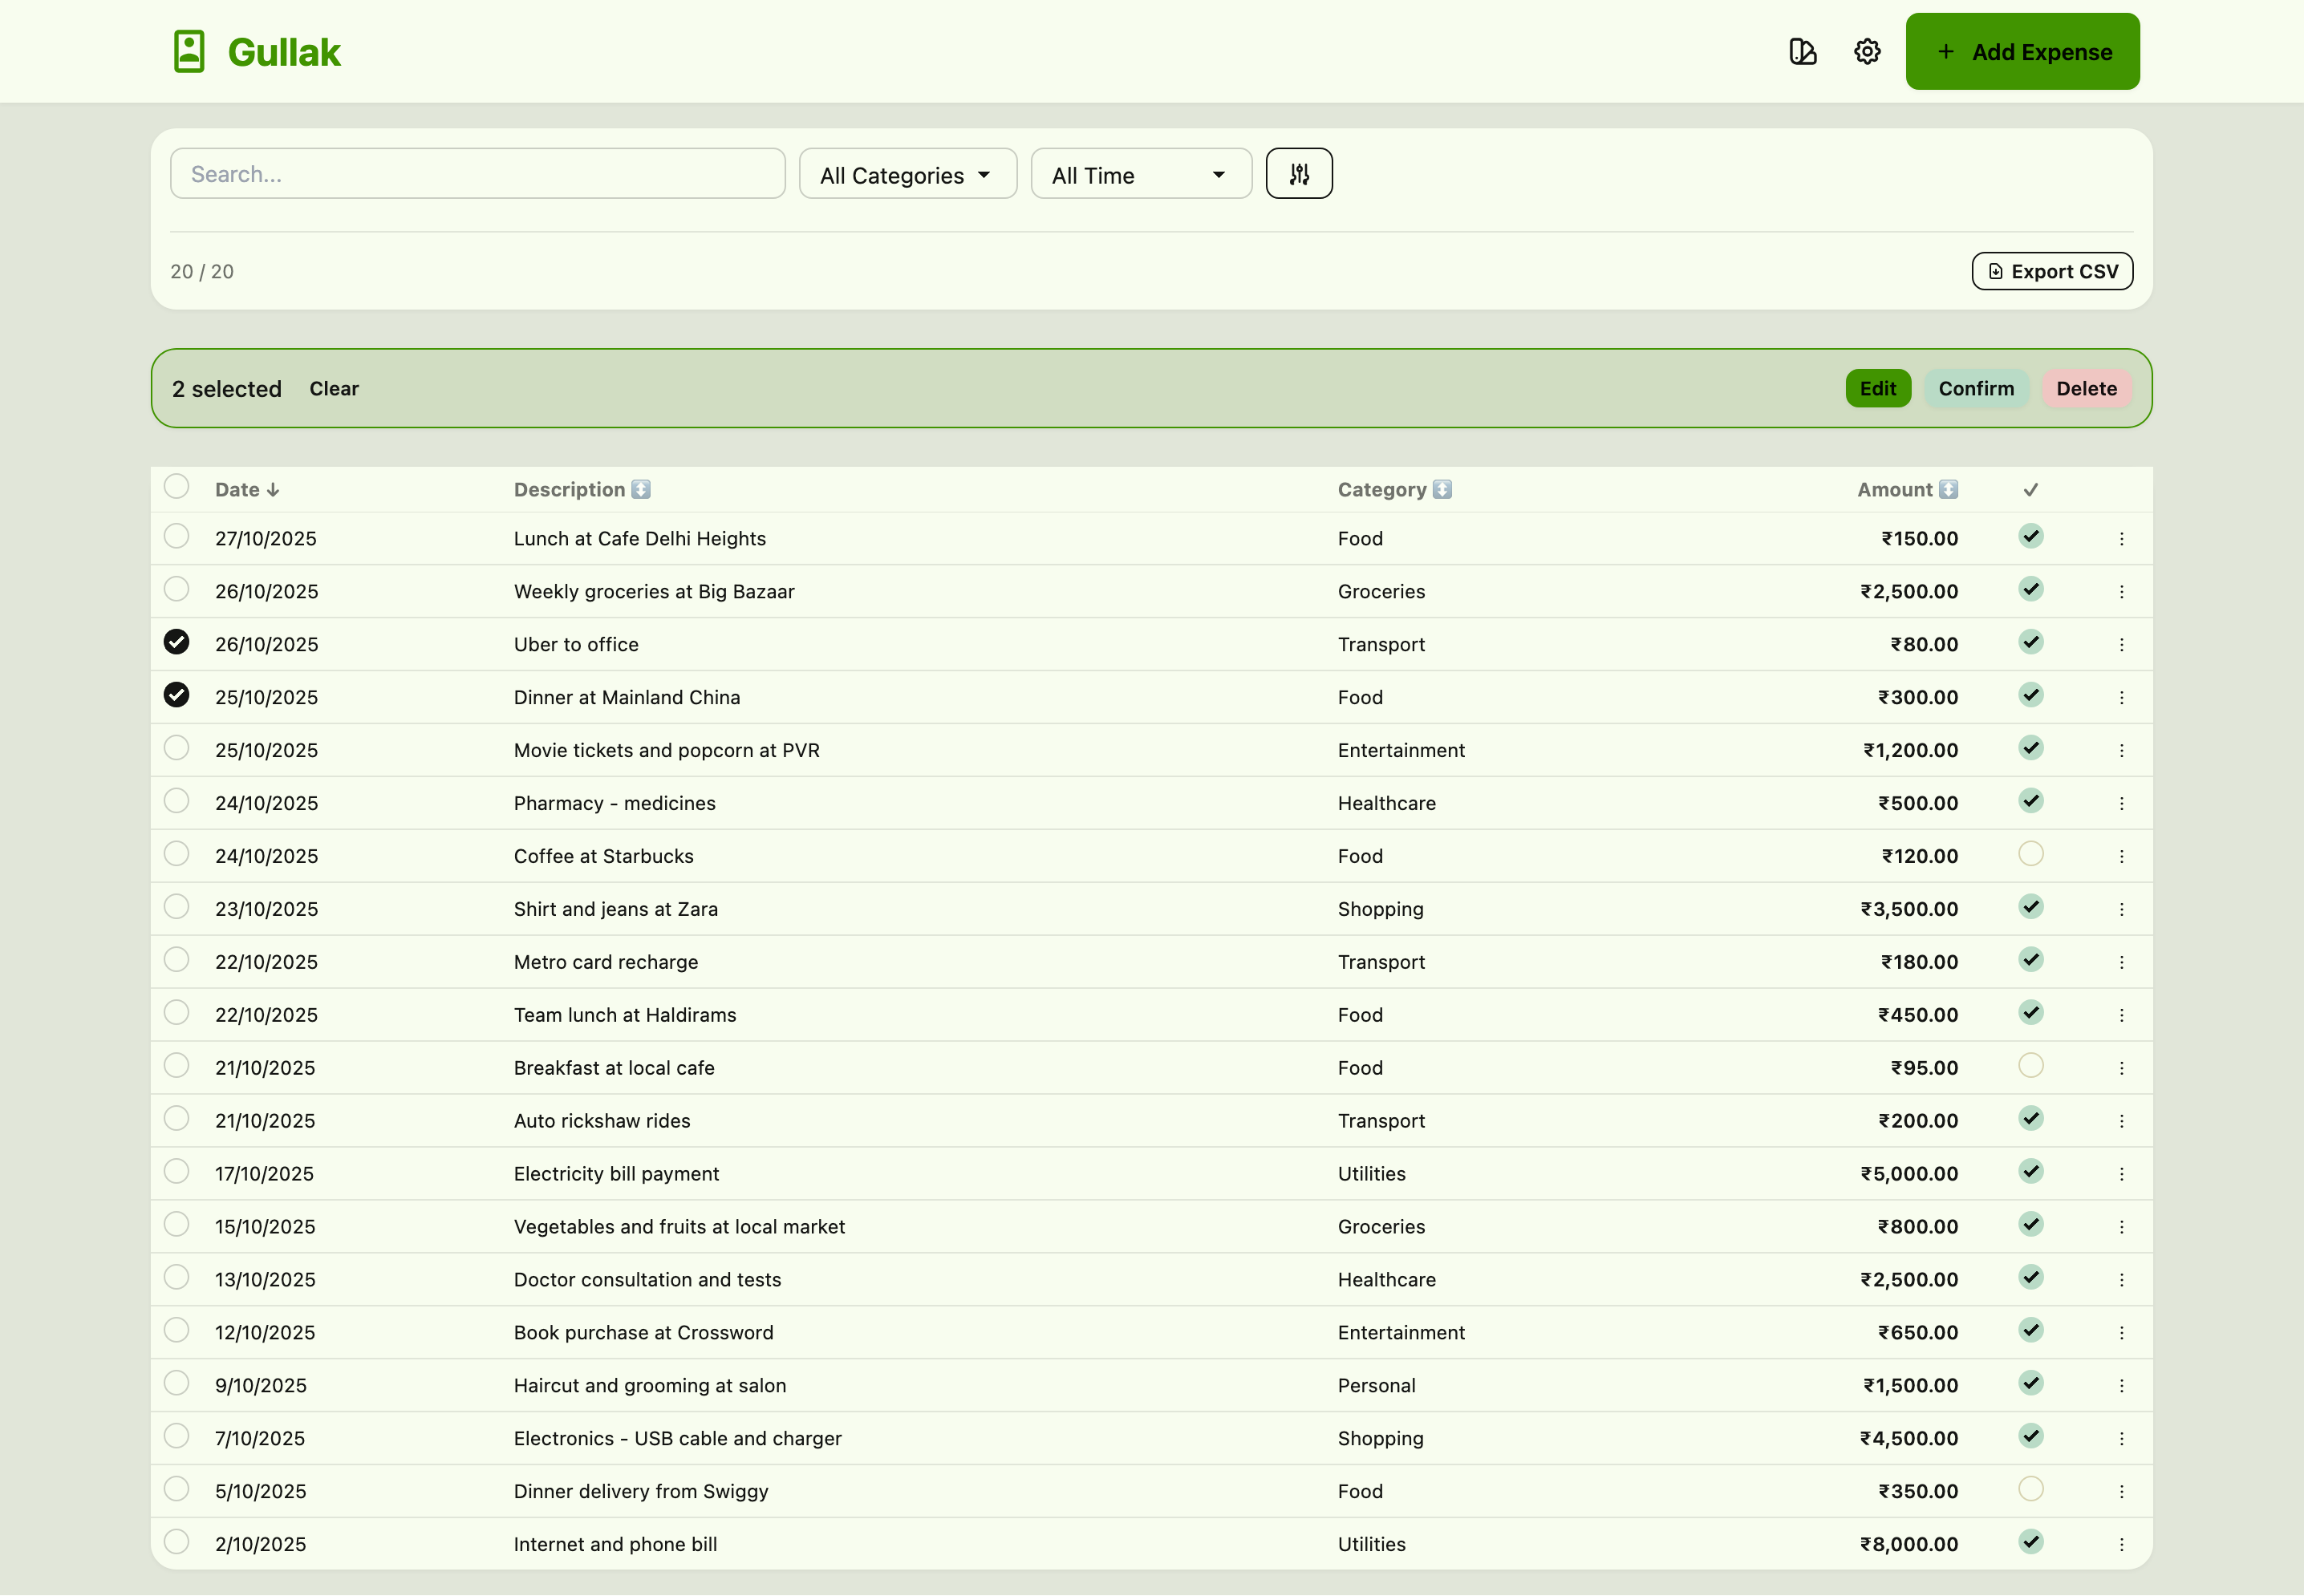 Gullak
+ Add Expense
Search...
All Categories
All Time
20 / 20
Export CSV
2 selected Clear
Edit Confirm Delete
Date ↓ Description ↕ Category ↕ Amount ↕ ✓
27/10/2025 Lunch at Cafe Delhi Heights Food ₹150.00
26/10/2025 Weekly groceries at Big Bazaar Groceries ₹2,500.00
26/10/2025 Uber to office Transport ₹80.00
25/10/2025 Dinner at Mainland China Food ₹300.00
25/10/2025 Movie tickets and popcorn at PVR Entertainment ₹1,200.00
24/10/2025 Pharmacy - medicines Healthcare ₹500.00
24/10/2025 Coffee at Starbucks Food ₹120.00
23/10/2025 Shirt and jeans at Zara Shopping ₹3,500.00
22/10/2025 Metro card recharge Transport ₹180.00
22/10/2025 Team lunch at Haldirams Food ₹450.00
21/10/2025 Breakfast at local cafe Food ₹95.00
21/10/2025 Auto rickshaw rides Transport ₹200.00
17/10/2025 Electricity bill payment Utilities ₹5,000.00
15/10/2025 Vegetables and fruits at local market Groceries ₹800.00
13/10/2025 Doctor consultation and tests Healthcare ₹2,500.00
12/10/2025 Book purchase at Crossword Entertainment ₹650.00
9/10/2025 Haircut and grooming at salon Personal ₹1,500.00
7/10/2025 Electronics - USB cable and charger Shopping ₹4,500.00
5/10/2025 Dinner delivery from Swiggy Food ₹350.00
2/10/2025 Internet and phone bill Utilities ₹8,000.00